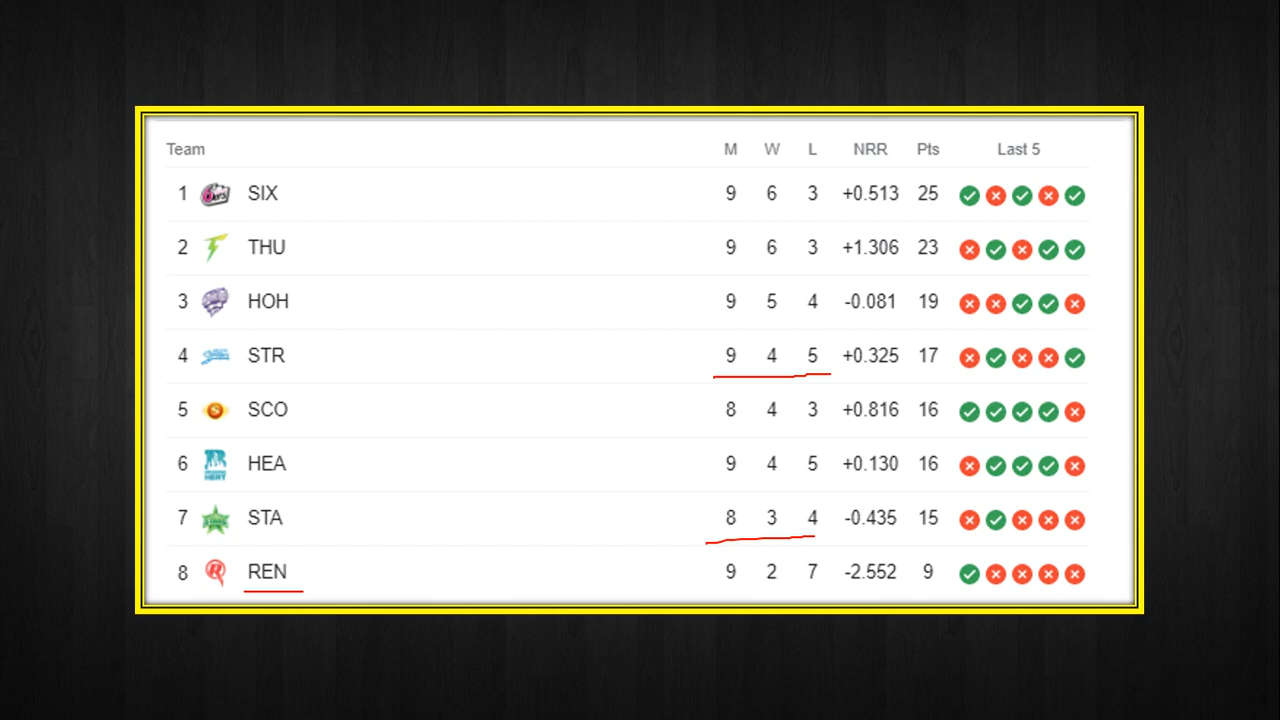 Team M W L NRR Pts Last 5
1 SIX 9 6 3 +0.513 25
2 THU 9 6 3 +1.306 23
3 HOH 9 5 4 -0.081 19
4 STR 9 4 5 +0.325 17
5 SCO 8 4 3 +0.816 16
6 HEA 9 4 5 +0.130 16
7 STA 8 3 4 -0.435 15
8 REN 9 2 7 -2.552 9